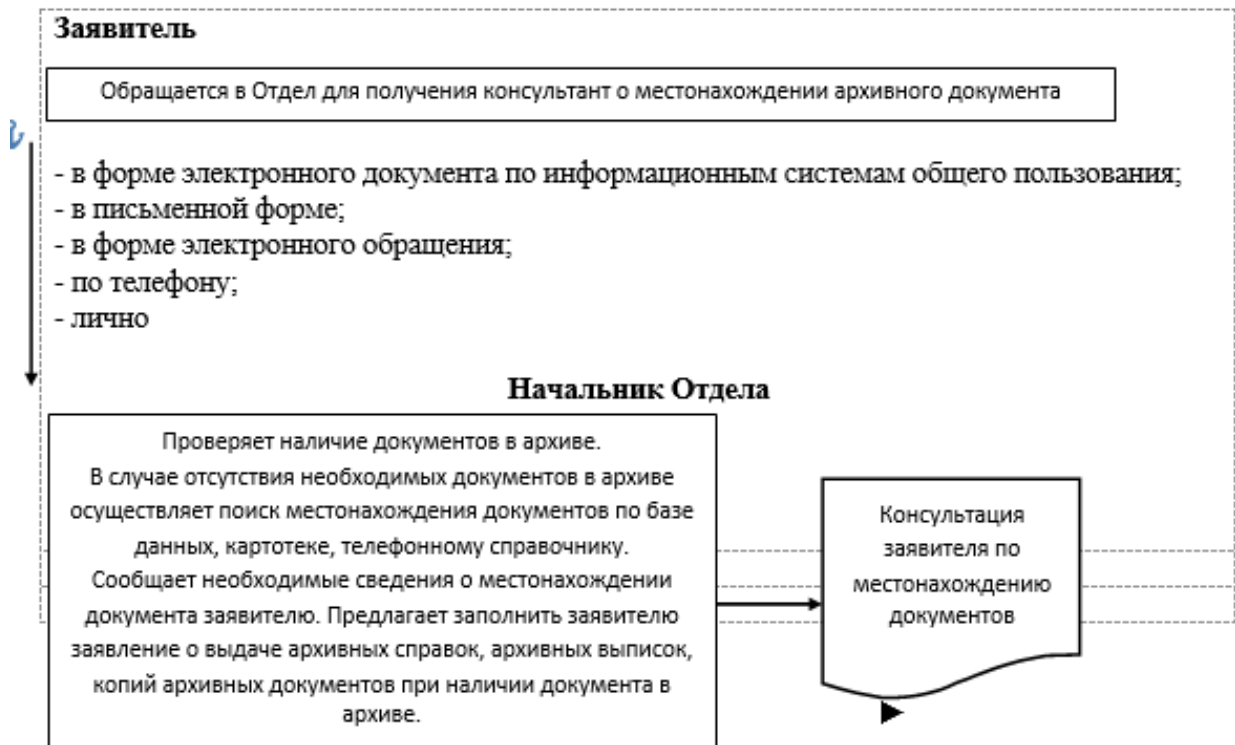 Заявитель
Обращается в Отдел для получения консультант о местонахождении архивного документа
- в форме электронного документа по информационным системам общего пользования;
- в письменной форме;
- в форме электронного обращения;
- по телефону;
- лично
Начальник Отдела
Проверяет наличие документов в архиве.
В случае отсутствия необходимых документов в архиве
осуществляет поиск местонахождения документов по базе
данных, картотеке, телефонному справочнику.
Сообщает необходимые сведения о местонахождении
документа заявителю. Предлагает заполнить заявителю
заявление о выдаче архивных справок, архивных выписок,
копий архивных документов при наличии документа в
архиве.
Консультация
заявителя по
местонахождению
документов